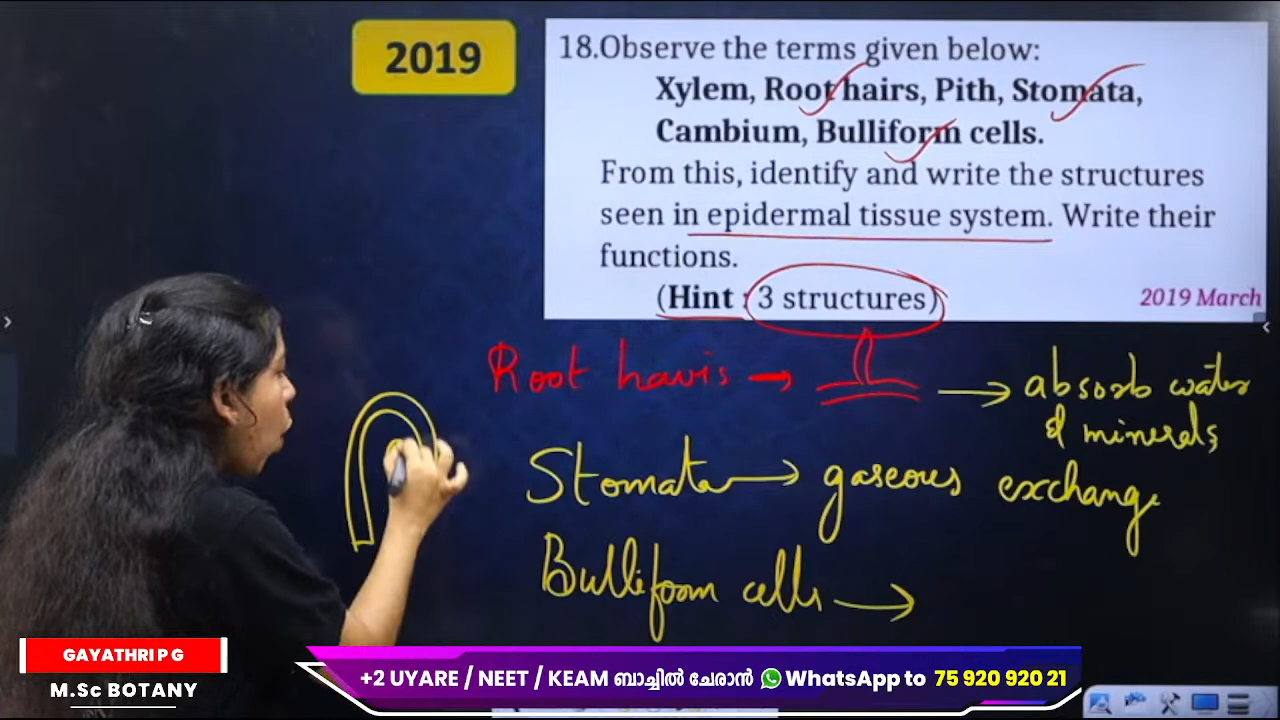 2019
18.Observe the terms given below:
Xylem, Root hairs, Pith, Stomata,
Cambium, Bulliform cells.
From this, identify and write the structures
seen in epidermal tissue system. Write their
functions.
(Hint : 3 structures)
2019 March
Root hairs → → absorb water
& minerals
Stomata → gaseous exchange
Bulliform cells →
GAYATHRI P G
M.Sc BOTANY
+2 UYARE / NEET / KEAM ബാച്ചിൽ ചേരാൻ WhatsApp to 75 920 920 21